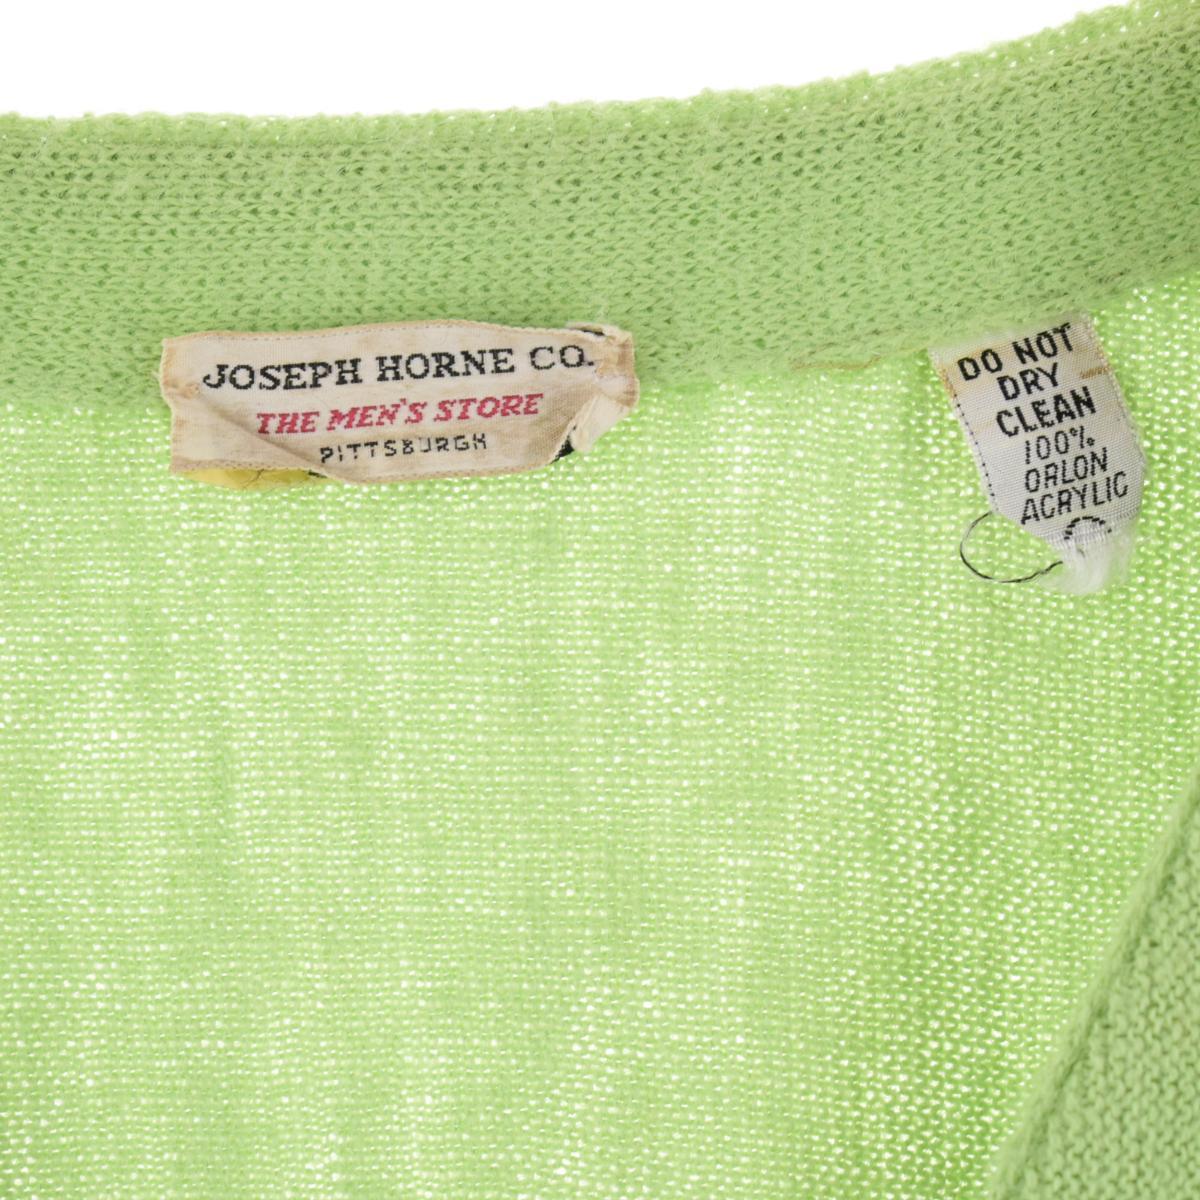 JOSEPH HORNE CO.
THE MEN'S STORE
PITTSBURGH
DO NOT
DRY
CLEAN
100%
ORLON
ACRYLIC